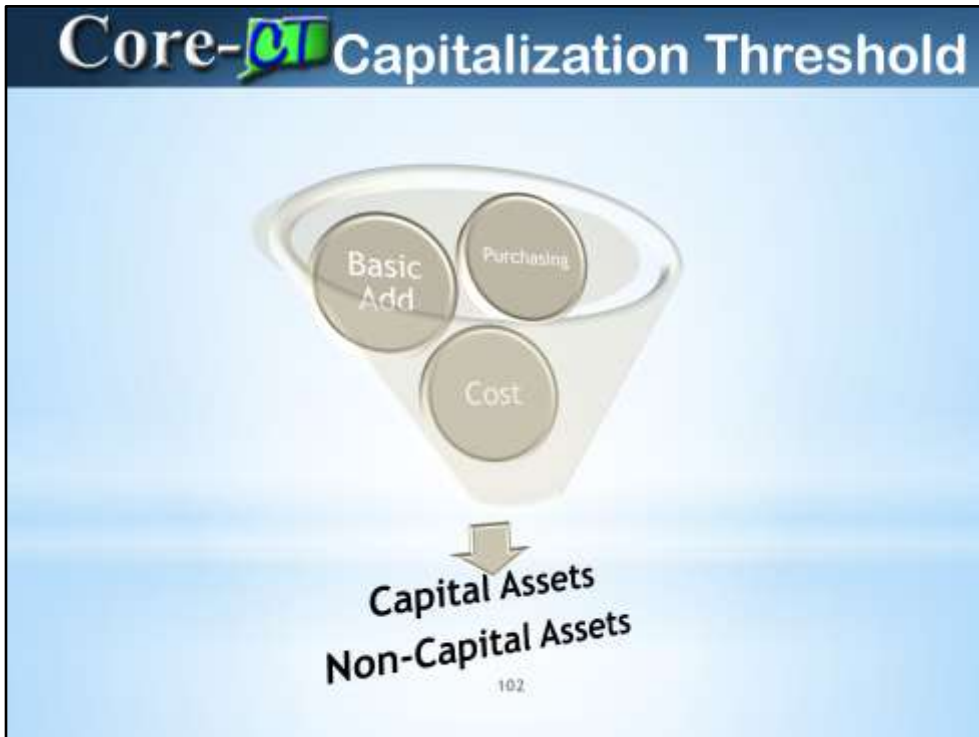 Core-CT Capitalization Threshold
Basic
Add
Purchasing
Cost
Capital Assets
Non-Capital Assets
102